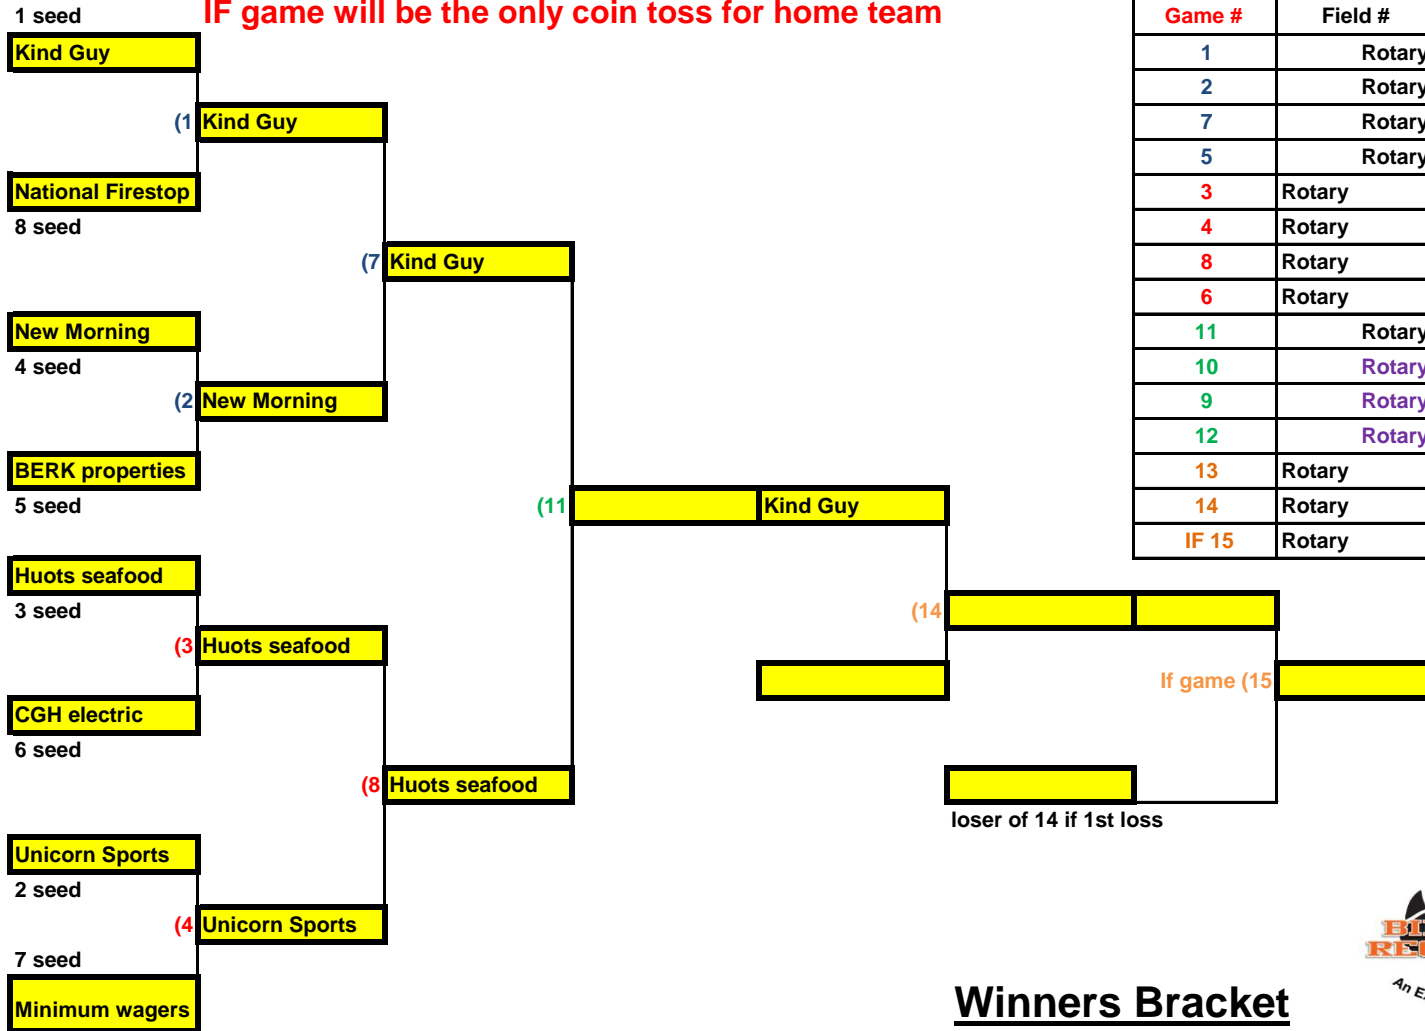 1 seed
IF game will be the only coin toss for home team
Kind Guy
(1 Kind Guy
National Firestop
8 seed
(7 Kind Guy
New Morning
4 seed
(2 New Morning
BERK properties
5 seed
(11 Kind Guy
Huots seafood
3 seed
(14
(3 Huots seafood
If game (15
CGH electric
6 seed
(8 Huots seafood
loser of 14 if 1st loss
Unicorn Sports
2 seed
(4 Unicorn Sports
7 seed
Minimum wagers
Game # Field #
1 Rotary
2 Rotary
7 Rotary
5 Rotary
3 Rotary
4 Rotary
8 Rotary
6 Rotary
11 Rotary
10 Rotary
9 Rotary
12 Rotary
13 Rotary
14 Rotary
IF 15 Rotary
Winners Bracket
An